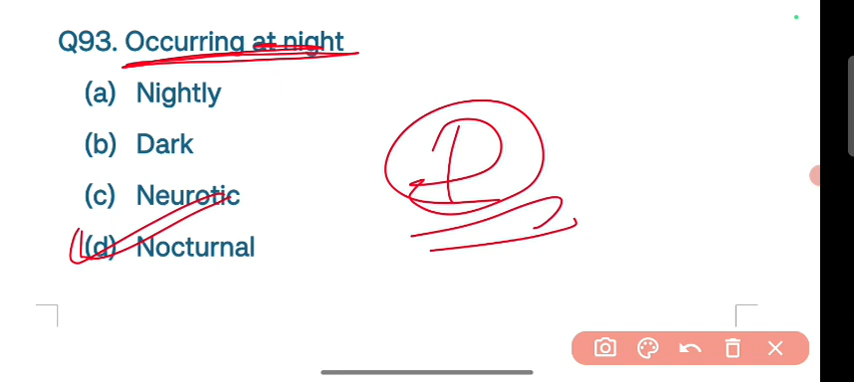 Q93. Occurring at night
(a) Nightly
(b) Dark
D
(c) Neurotic
(d) Nocturnal